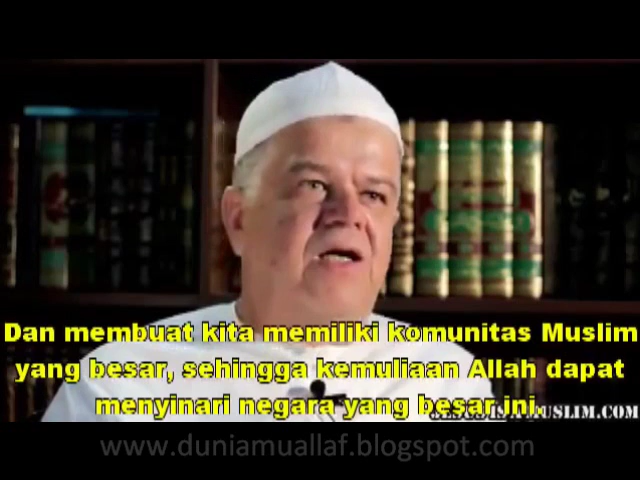 Dan membuat kita memiliki komunitas Muslim
yang besar, sehingga kemuliaan Allah dapat
menyinari negara yang besar ini.
www.duniamuallaf.blogspot.com